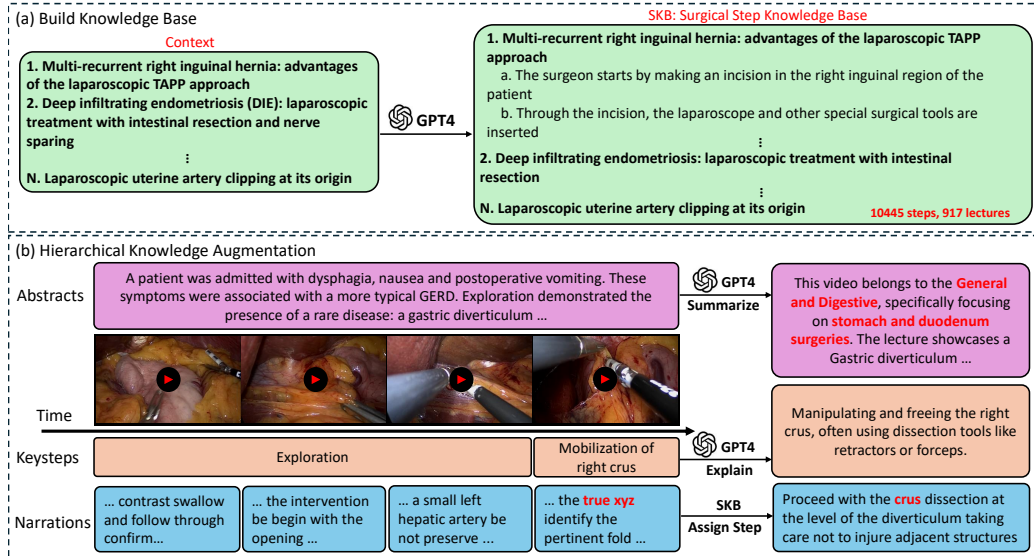 (a) Build Knowledge Base
Context
1. Multi-recurrent right inguinal hernia: advantages
of the laparoscopic TAPP approach
2. Deep infiltrating endometriosis (DIE): laparoscopic
treatment with intestinal resection and nerve
sparing
⋮
N. Laparoscopic uterine artery clipping at its origin
GPT4
SKB: Surgical Step Knowledge Base
1. Multi-recurrent right inguinal hernia: advantages of the laparoscopic TAPP
approach
a. The surgeon starts by making an incision in the right inguinal region of the
patient
b. Through the incision, the laparoscope and other special surgical tools are
inserted
⋮
2. Deep infiltrating endometriosis: laparoscopic treatment with intestinal
resection
⋮
N. Laparoscopic uterine artery clipping at its origin
10445 steps, 917 lectures
(b) Hierarchical Knowledge Augmentation
Abstracts
A patient was admitted with dysphagia, nausea and postoperative vomiting. These
symptoms were associated with a more typical GERD. Exploration demonstrated the
presence of a rare disease: a gastric diverticulum ...
GPT4
Summarize
This video belongs to the General
and Digestive, specifically focusing
on stomach and duodenum
surgeries. The lecture showcases a
Gastric diverticulum ...
Time
Keysteps
Exploration
Mobilization of
right crus
GPT4
Explain
Manipulating and freeing the right
crus, often using dissection tools like
retractors or forceps.
Narrations
... contrast swallow
and follow through
confirm...
... the intervention
be begin with the
opening ...
... a small left
hepatic artery be
not preserve ...
... the true xyz
identify the
pertinent fold ...
SKB
Assign Step
Proceed with the crus dissection at
the level of the diverticulum taking
care not to injure adjacent structures